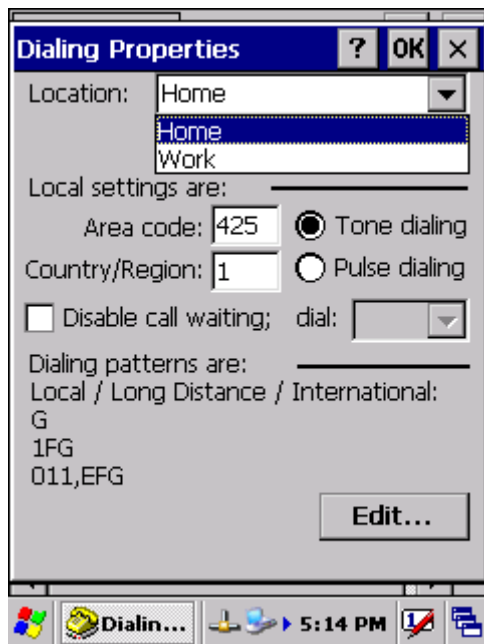 Dialing Properties ? OK ×
Location: Home
Home
Work
Local settings are:
Area code: 425 Tone dialing
Country/Region: 1 Pulse dialing
Disable call waiting; dial:
Dialing patterns are:
Local / Long Distance / International:
G
1FG
011,EFG
Edit...
Dialin... 5:14 PM